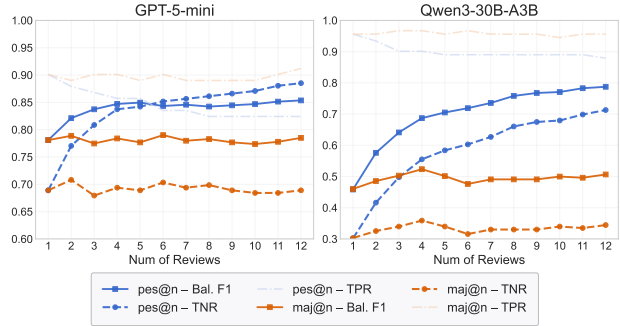 GPT-5-mini
1.00
0.95
0.90
0.85
0.80
0.75
0.70
0.65
0.60
1 2 3 4 5 6 7 8 9 10 11 12
Num of Reviews
Qwen3-30B-A3B
1.0
0.9
0.8
0.7
0.6
0.5
0.4
0.3
1 2 3 4 5 6 7 8 9 10 11 12
Num of Reviews
pes@n – Bal. F1 pes@n – TPR maj@n – TNR
pes@n – TNR maj@n – Bal. F1 maj@n – TPR